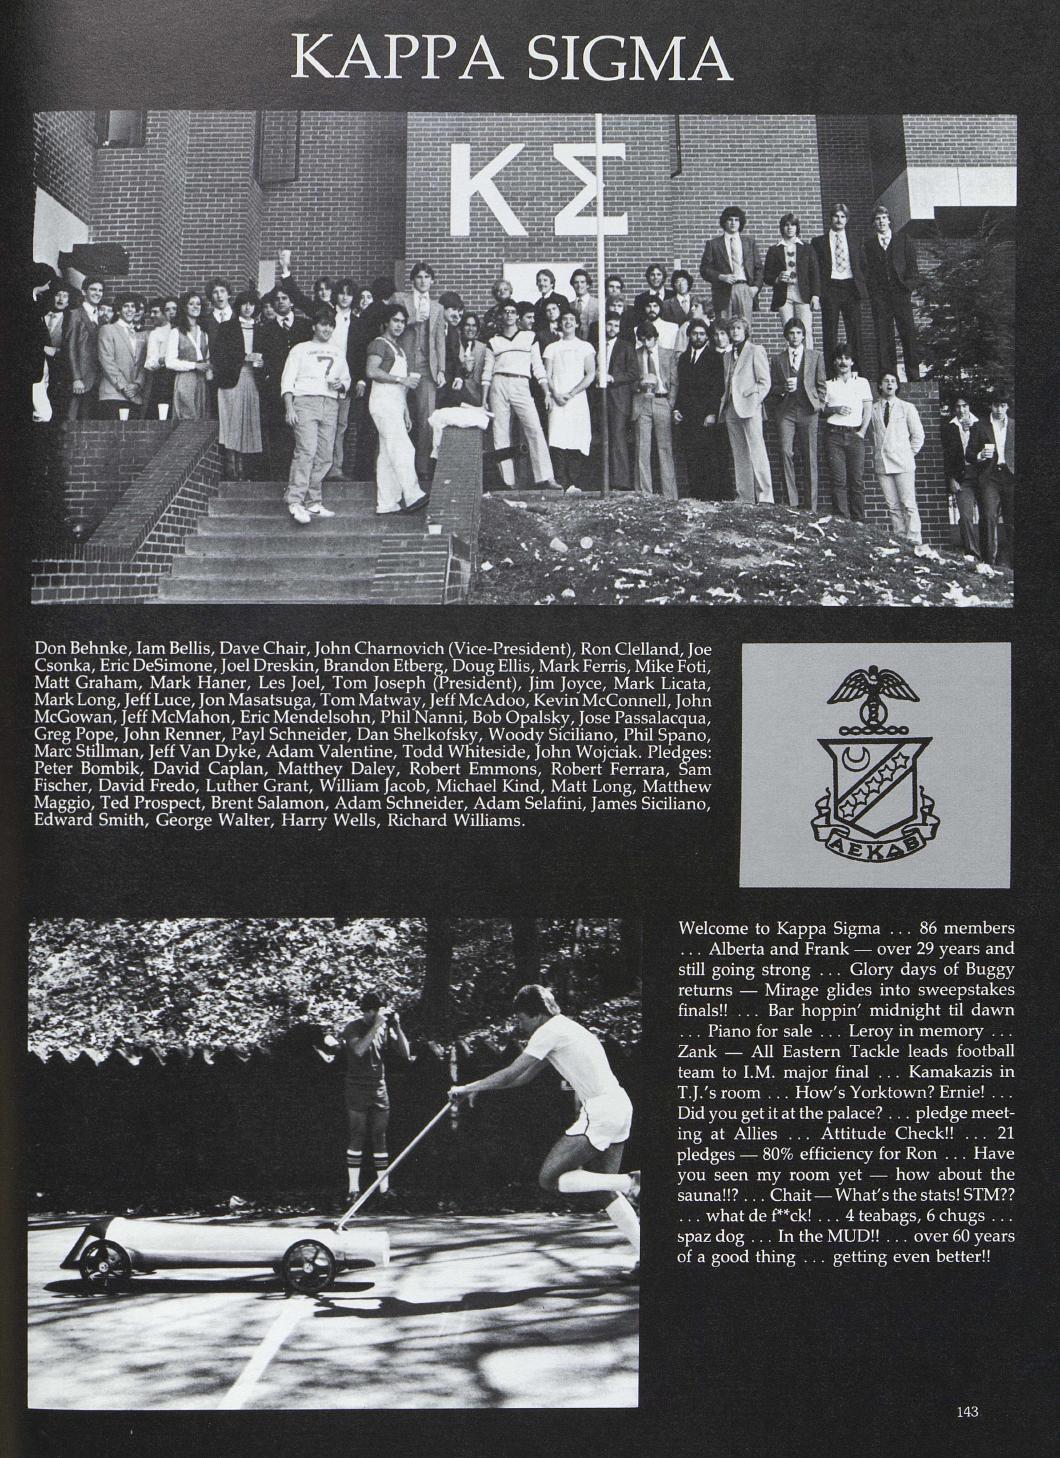 KAPPA SIGMA
ΚΣ
7
Don Behnke, Iam Bellis, Dave Chair, John Charnovich (Vice-President), Ron Clelland, Joe
Csonka, Eric DeSimone, Joel Dreskin, Brandon Etberg, Doug Ellis, Mark Ferris, Mike Foti,
Matt Graham, Mark Haner, Les Joel, Tom Joseph (President), Jim Joyce, Mark Licata,
Mark Long, Jeff Luce, Jon Masatsuga, Tom Matway, Jeff McAdoo, Kevin McConnell, John
McGowan, Jeff McMahon, Eric Mendelsohn, Phil Nanni, Bob Opalsky, Jose Passalacqua,
Greg Pope, John Renner, Payl Schneider, Dan Shelkofsky, Woody Siciliano, Phil Spano,
Marc Stillman, Jeff Van Dyke, Adam Valentine, Todd Whiteside, John Wojciak. Pledges:
Peter Bombik, David Caplan, Matthey Daley, Robert Emmons, Robert Ferrara, Sam
Fischer, David Fredo, Luther Grant, William Jacob, Michael Kind, Matt Long, Matthew
Maggio, Ted Prospect, Brent Salamon, Adam Schneider, Adam Selafini, James Siciliano,
Edward Smith, George Walter, Harry Wells, Richard Williams.
ΑΕΚΔΒ
Welcome to Kappa Sigma ... 86 members
... Alberta and Frank — over 29 years and
still going strong ... Glory days of Buggy
returns — Mirage glides into sweepstakes
finals!! ... Bar hoppin' midnight til dawn
... Piano for sale ... Leroy in memory ...
Zank — All Eastern Tackle leads football
team to I.M. major final ... Kamakazis in
T.J.'s room ... How's Yorktown? Ernie! ...
Did you get it at the palace? ... pledge meet-
ing at Allies ... Attitude Check!! ... 21
pledges — 80% efficiency for Ron ... Have
you seen my room yet — how about the
sauna!!? ... Chait — What's the stats! STM??
... what de f**ck! ... 4 teabags, 6 chugs ...
spaz dog ... In the MUD!! ... over 60 years
of a good thing ... getting even better!!
143